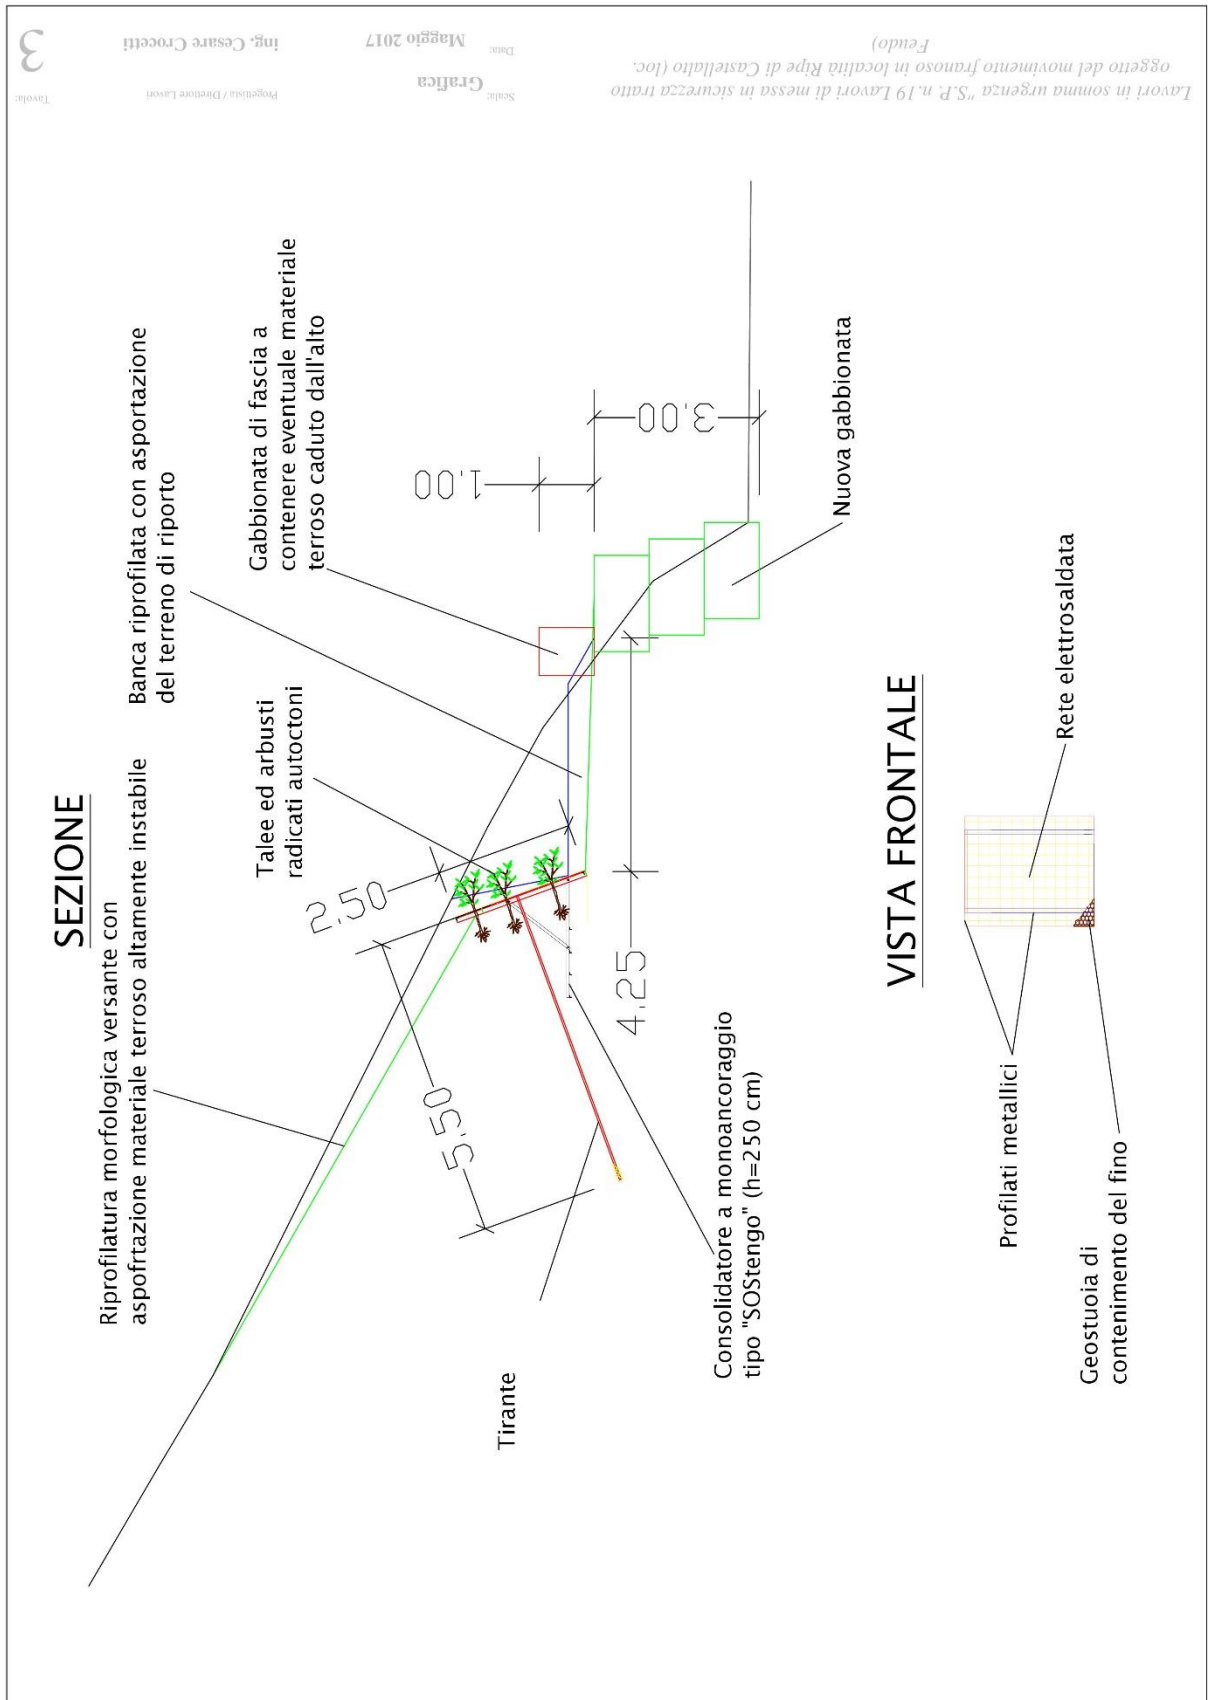 SEZIONE
Riprofilatura morfologica versante con
aspofrtazione materiale terroso altamente instabile
Banca riprofilata con asportazione
del terreno di riporto
Talee ed arbusti
radicati autoctoni
Gabbionata di fascia a
contenere eventuale materiale
terroso caduto dall'alto
2.50
5.50
1.00
3.00
4.25
Tirante
Consolidatore a monoancoraggio
tipo "SOStengo" (h=250 cm)
Nuova gabbionata
VISTA FRONTALE
Profilati metallici
Rete elettrosaldata
Geostuoia di
contenimento del fino
Lavori in somma urgenza "S.P. n.19 Lavori di messa in sicurezza tratto
oggetto del movimento franoso in località Ripe di Castellalto (loc.
Feudo)
Scala:
Grafica
Data:
Maggio 2017
Progettista / Direttore Lavori
ing. Cesare Crocetti
Tavola:
3